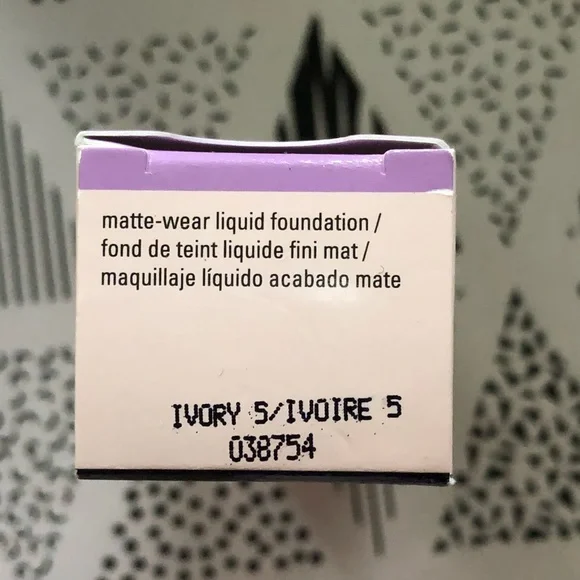 matte-wear liquid foundation /
fond de teint liquide fini mat /
maquillaje líquido acabado mate
IVORY 5/IVOIRE 5
038754